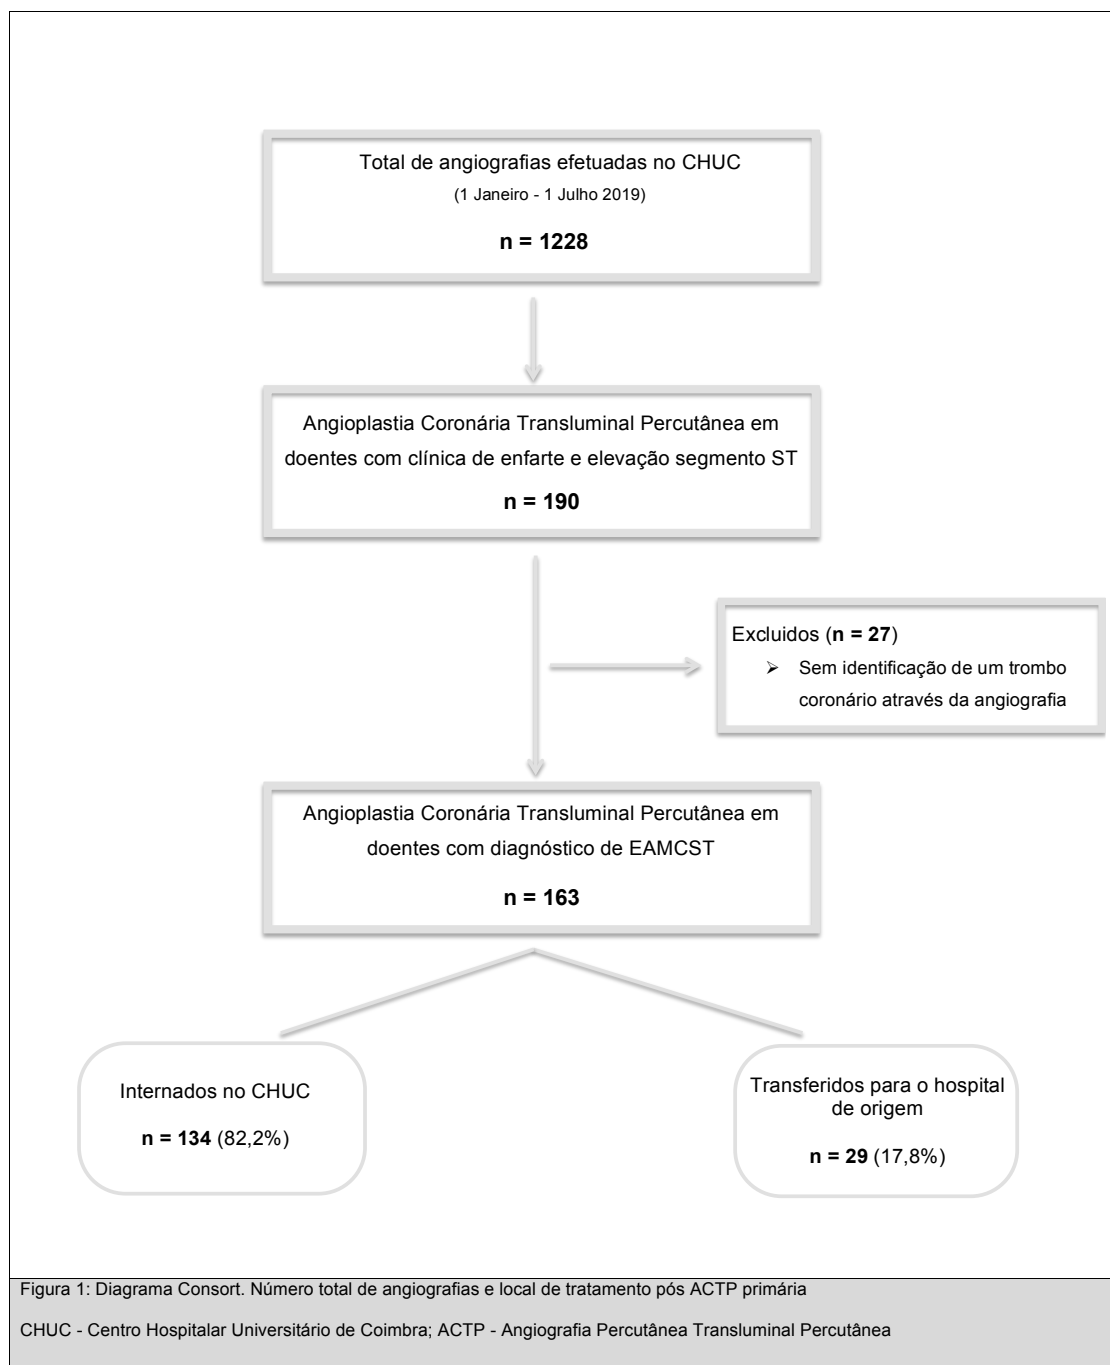 Total de angiografias efetuadas no CHUC
(1 Janeiro - 1 Julho 2019)
n = 1228
Angioplastia Coronária Transluminal Percutânea em
doentes com clínica de enfarte e elevação segmento ST
n = 190
Excluidos (n = 27)
➢ Sem identificação de um trombo
coronário através da angiografia
Angioplastia Coronária Transluminal Percutânea em
doentes com diagnóstico de EAMCST
n = 163
Internados no CHUC
n = 134 (82,2%)
Transferidos para o hospital
de origem
n = 29 (17,8%)
Figura 1: Diagrama Consort. Número total de angiografias e local de tratamento pós ACTP primária
CHUC - Centro Hospitalar Universitário de Coimbra; ACTP - Angiografia Percutânea Transluminal Percutânea